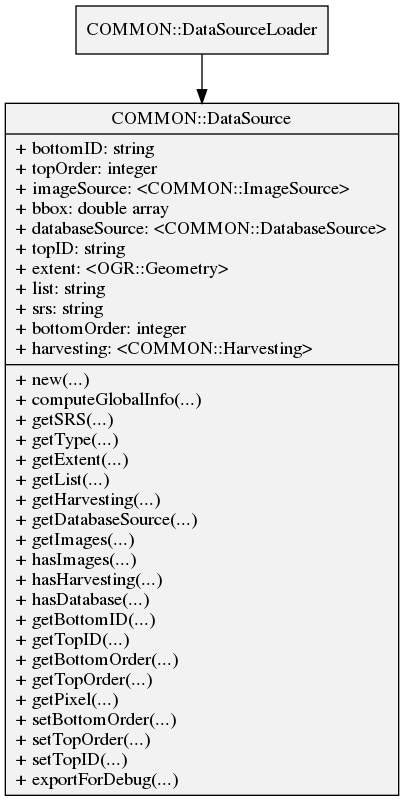 COMMON::DataSourceLoader
COMMON::DataSource
+ bottomID: string
+ topOrder: integer
+ imageSource: <COMMON::ImageSource>
+ bbox: double array
+ databaseSource: <COMMON::DatabaseSource>
+ topID: string
+ extent: <OGR::Geometry>
+ list: string
+ srs: string
+ bottomOrder: integer
+ harvesting: <COMMON::Harvesting>
+ new(...)
+ computeGlobalInfo(...)
+ getSRS(...)
+ getType(...)
+ getExtent(...)
+ getList(...)
+ getHarvesting(...)
+ getDatabaseSource(...)
+ getImages(...)
+ hasImages(...)
+ hasHarvesting(...)
+ hasDatabase(...)
+ getBottomID(...)
+ getTopID(...)
+ getBottomOrder(...)
+ getTopOrder(...)
+ getPixel(...)
+ setBottomOrder(...)
+ setTopOrder(...)
+ setTopID(...)
+ exportForDebug(...)